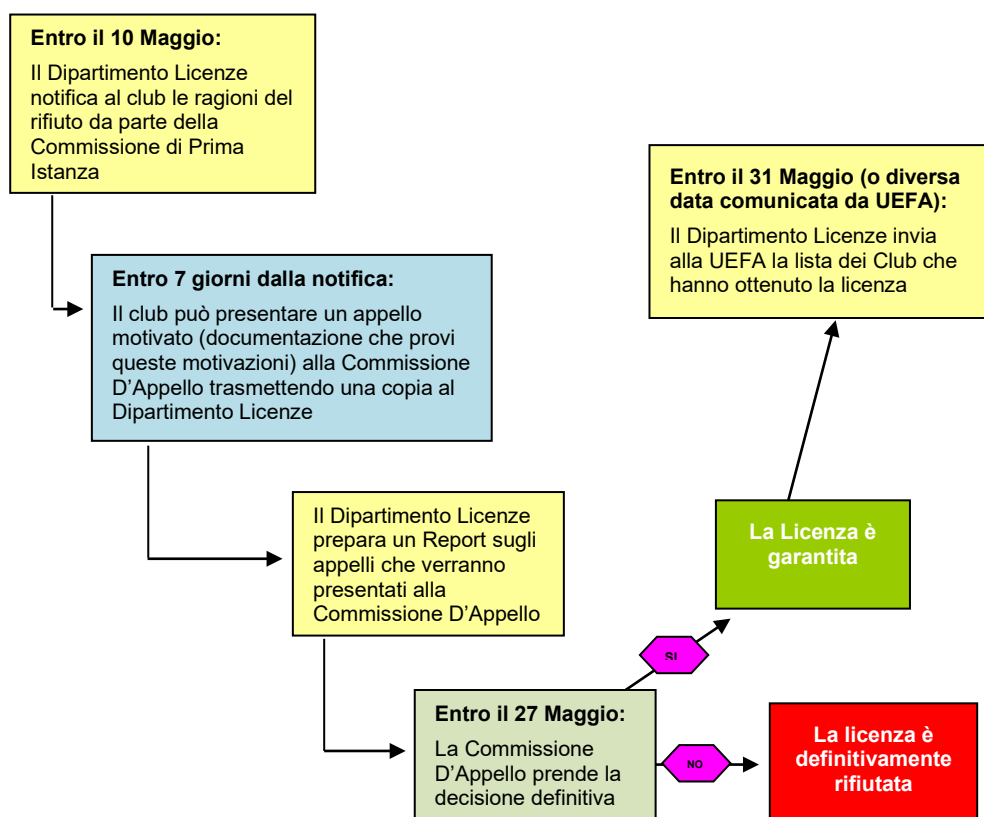 Entro il 10 Maggio:
Il Dipartimento Licenze
notifica al club le ragioni del
rifiuto da parte della
Commissione di Prima
Istanza
Entro il 31 Maggio (o diversa
data comunicata da UEFA):
Il Dipartimento Licenze invia
alla UEFA la lista dei Club che
hanno ottenuto la licenza
Entro 7 giorni dalla notifica:
Il club può presentare un appello
motivato (documentazione che provi
queste motivazioni) alla Commissione
D'Appello trasmettendo una copia al
Dipartimento Licenze
Il Dipartimento Licenze
prepara un Report sugli
appelli che verranno
presentati alla
Commissione D'Appello
La Licenza è
garantita
SI
Entro il 27 Maggio:
La Commissione
D'Appello prende la
decisione definitiva
NO
La licenza è
definitivamente
rifiutata